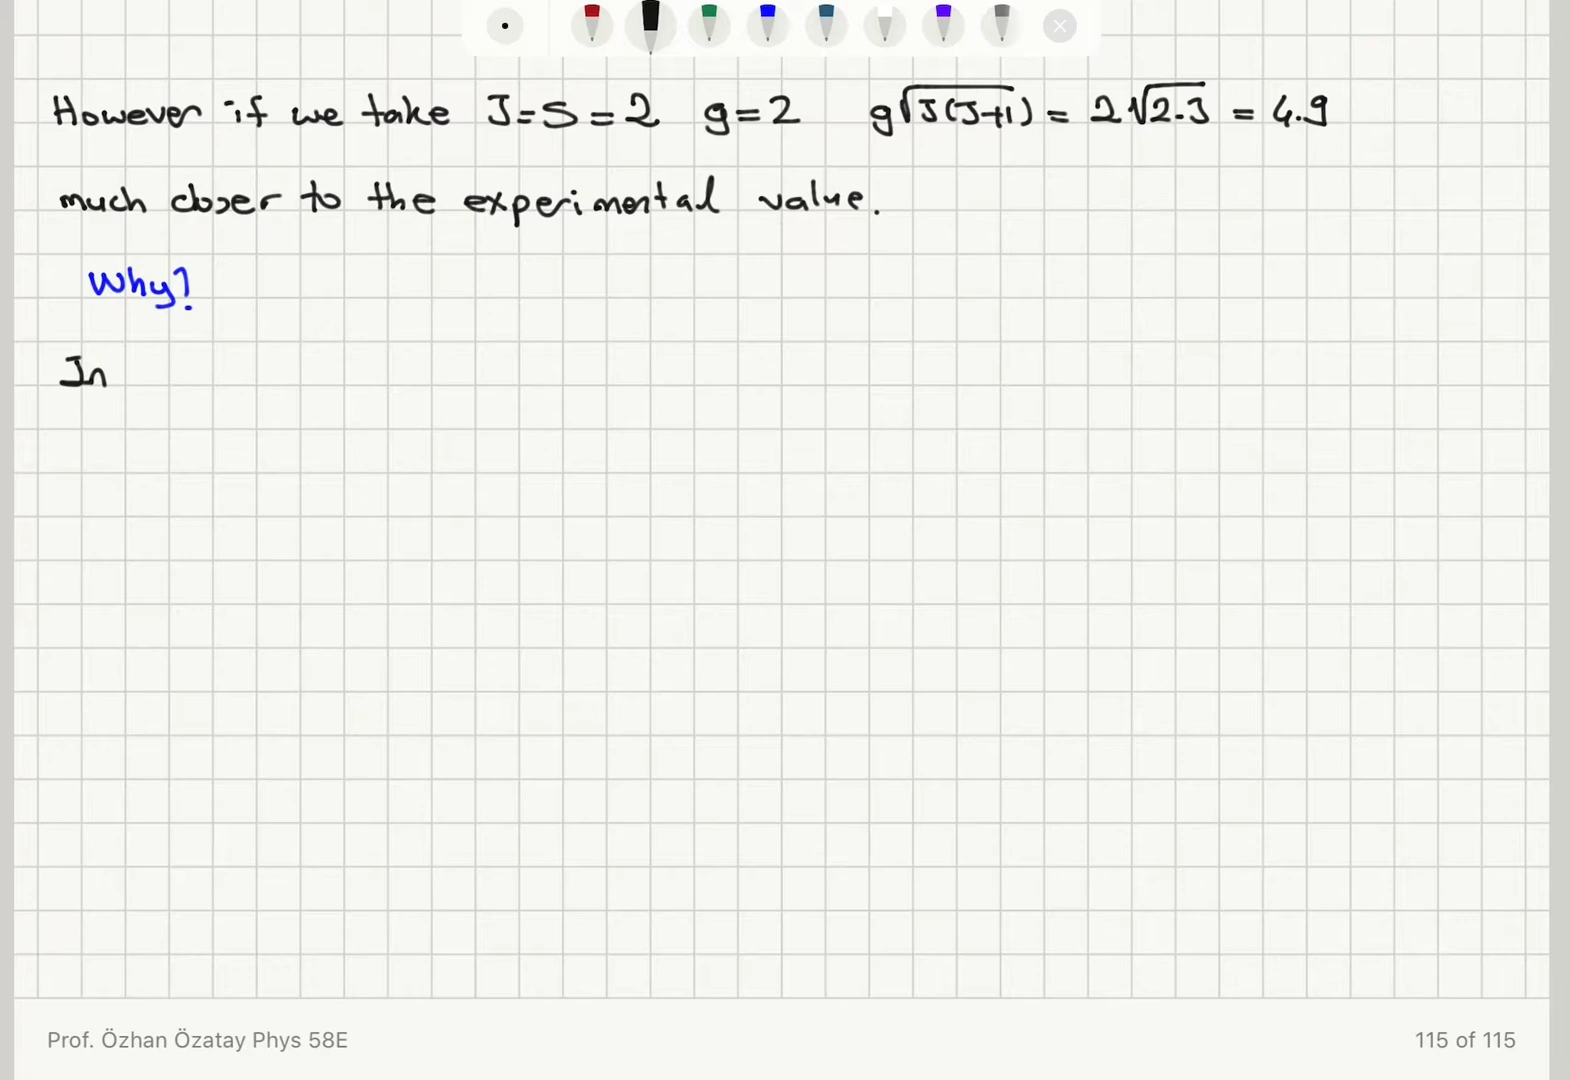 However if we take J=S=2 g=2 g√J(J+1) = 2√2.3 = 4.9
much closer to the experimental value.
Why?
In
Prof. Özhan Özatay Phys 58E
115 of 115